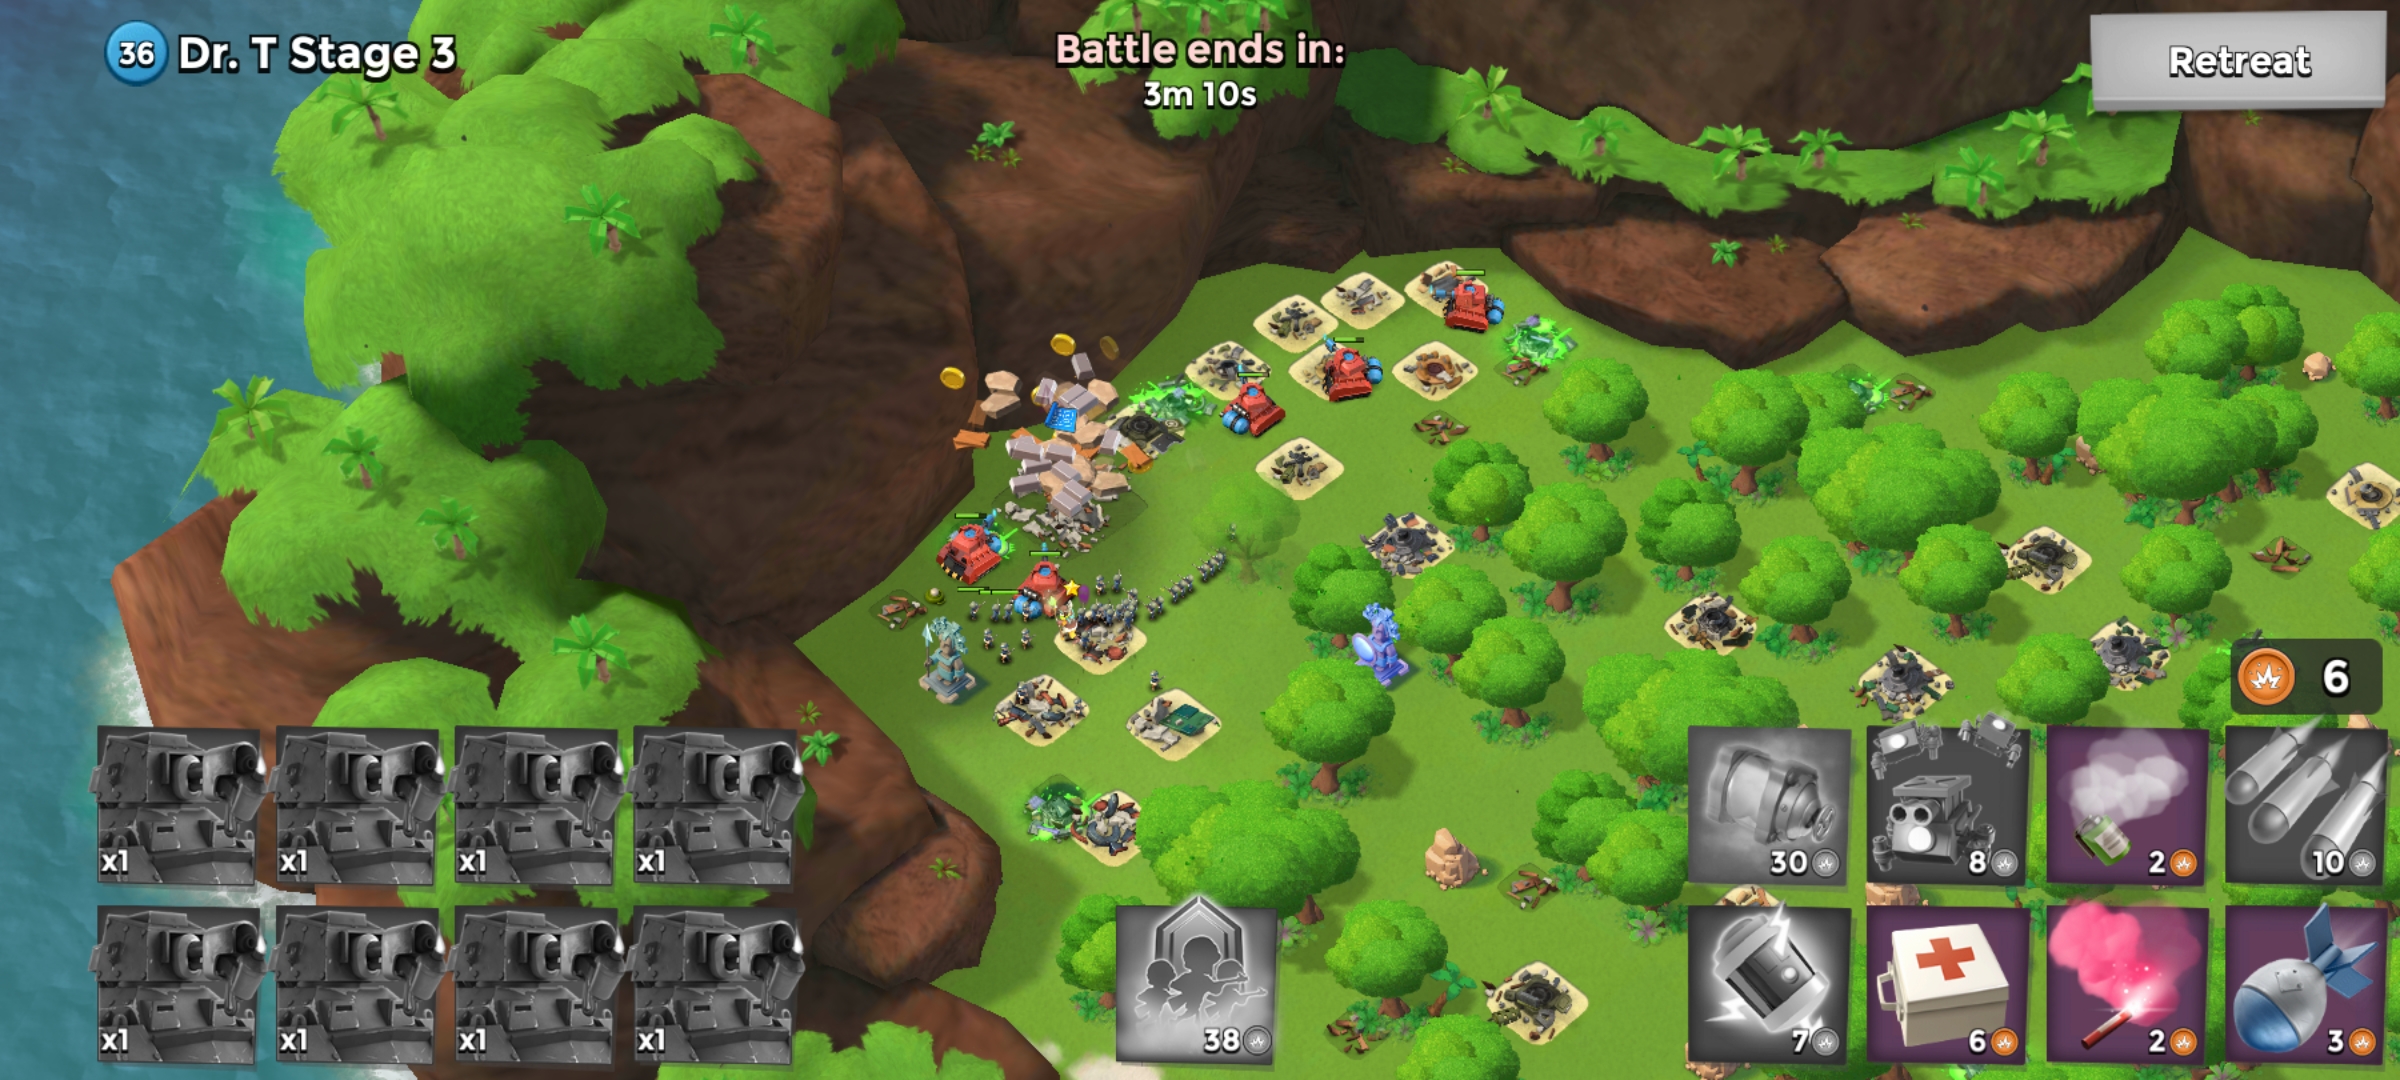 36 Dr. T Stage 3
Battle ends in:
3m 10s
Retreat
6
x1 x1 x1 x1
30 8 2 10
x1 x1 x1 x1
38
7 6 2 3